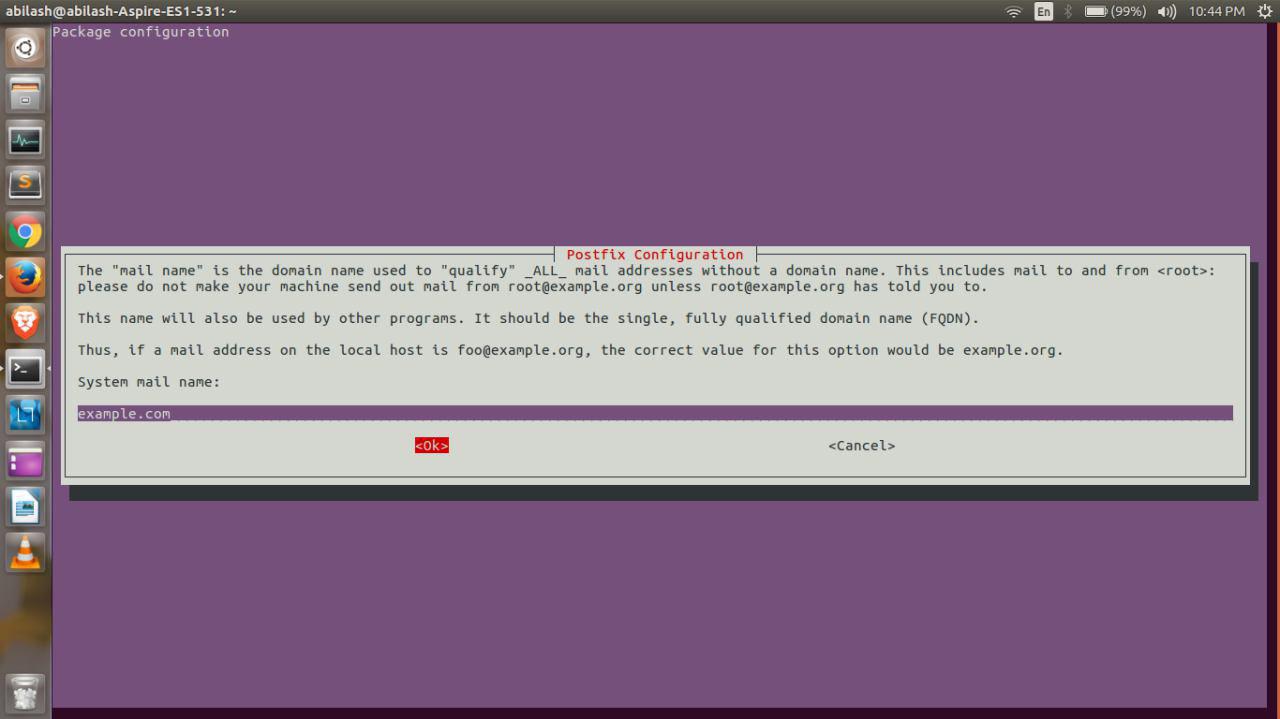 abilash@abilash-Aspire-ES1-531: ~
En
(99%)
10:44 PM
Package configuration
Postfix Configuration
The "mail name" is the domain name used to "qualify" _ALL_ mail addresses without a domain name. This includes mail to and from <root>:
please do not make your machine send out mail from root@example.org unless root@example.org has told you to.
This name will also be used by other programs. It should be the single, fully qualified domain name (FQDN).
Thus, if a mail address on the local host is foo@example.org, the correct value for this option would be example.org.
System mail name:
example.com
<Ok>
<Cancel>